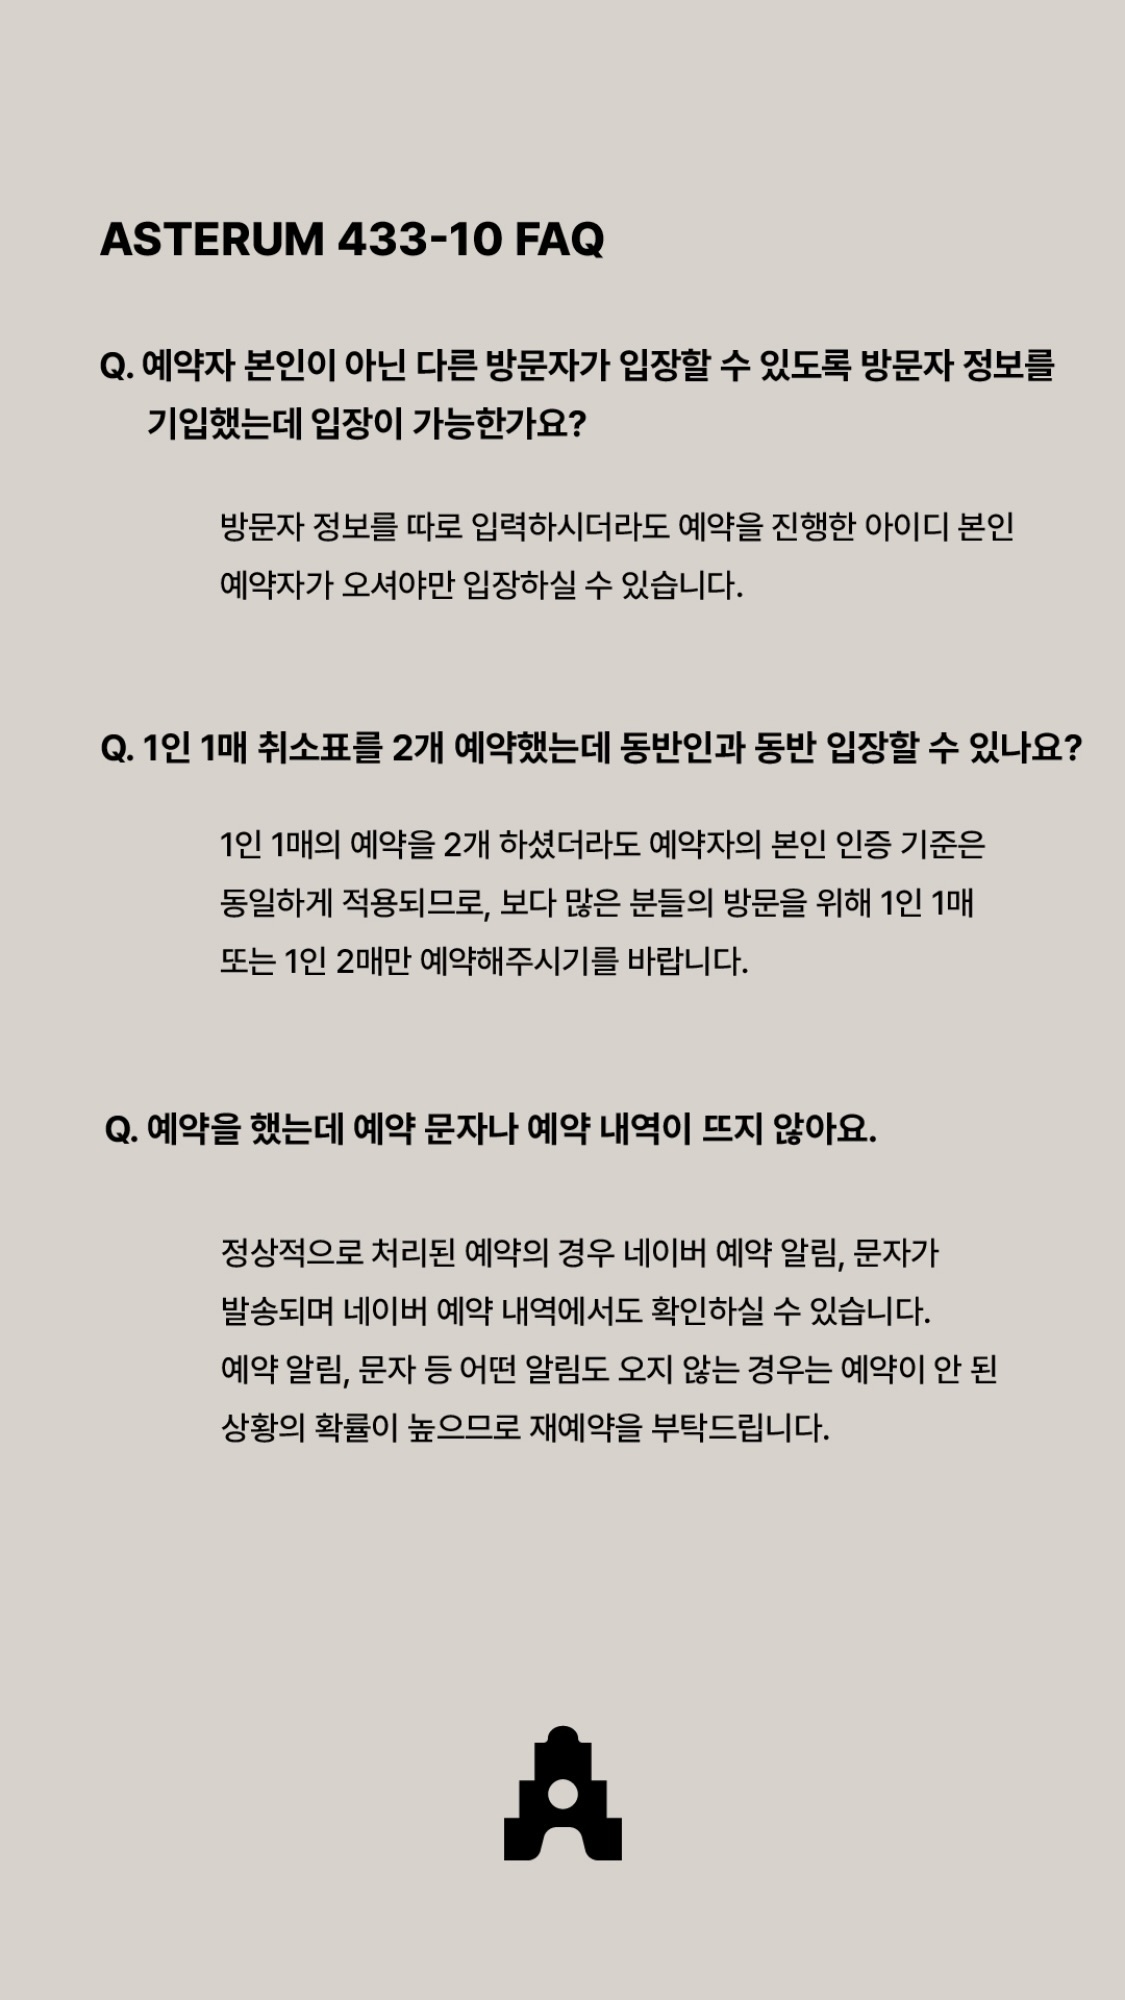 ASTERUM 433-10 FAQ
Q. 예약자 본인이 아닌 다른 방문자가 입장할 수 있도록 방문자 정보를
기입했는데 입장이 가능한가요?
방문자 정보를 따로 입력하시더라도 예약을 진행한 아이디 본인
예약자가 오셔야만 입장하실 수 있습니다.
Q. 1인 1매 취소표를 2개 예약했는데 동반인과 동반 입장할 수 있나요?
1인 1매의 예약을 2개 하셨더라도 예약자의 본인 인증 기준은
동일하게 적용되므로, 보다 많은 분들의 방문을 위해 1인 1매
또는 1인 2매만 예약해주시기를 바랍니다.
Q. 예약을 했는데 예약 문자나 예약 내역이 뜨지 않아요.
정상적으로 처리된 예약의 경우 네이버 예약 알림, 문자가
발송되며 네이버 예약 내역에서도 확인하실 수 있습니다.
예약 알림, 문자 등 어떤 알림도 오지 않는 경우는 예약이 안 된
상황의 확률이 높으므로 재예약을 부탁드립니다.